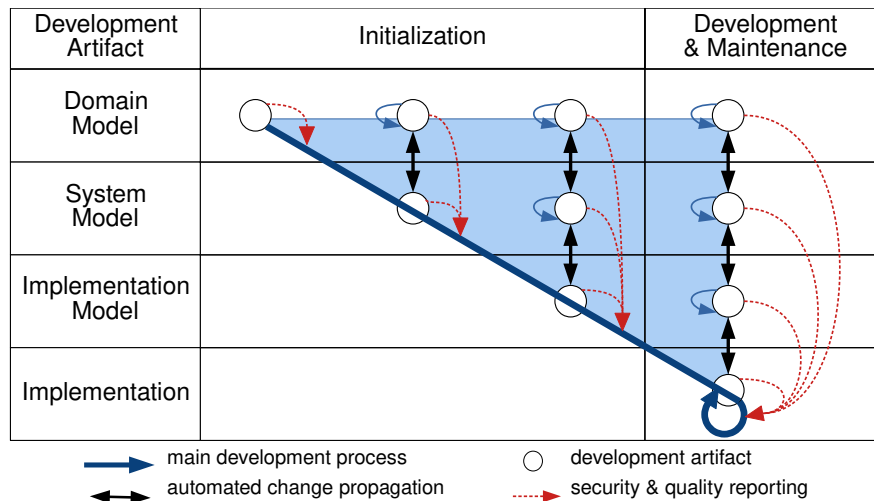 Development
Artifact
Initialization
Development
& Maintenance
Domain
Model
System
Model
Implementation
Model
Implementation
main development process
development artifact
automated change propagation
security & quality reporting